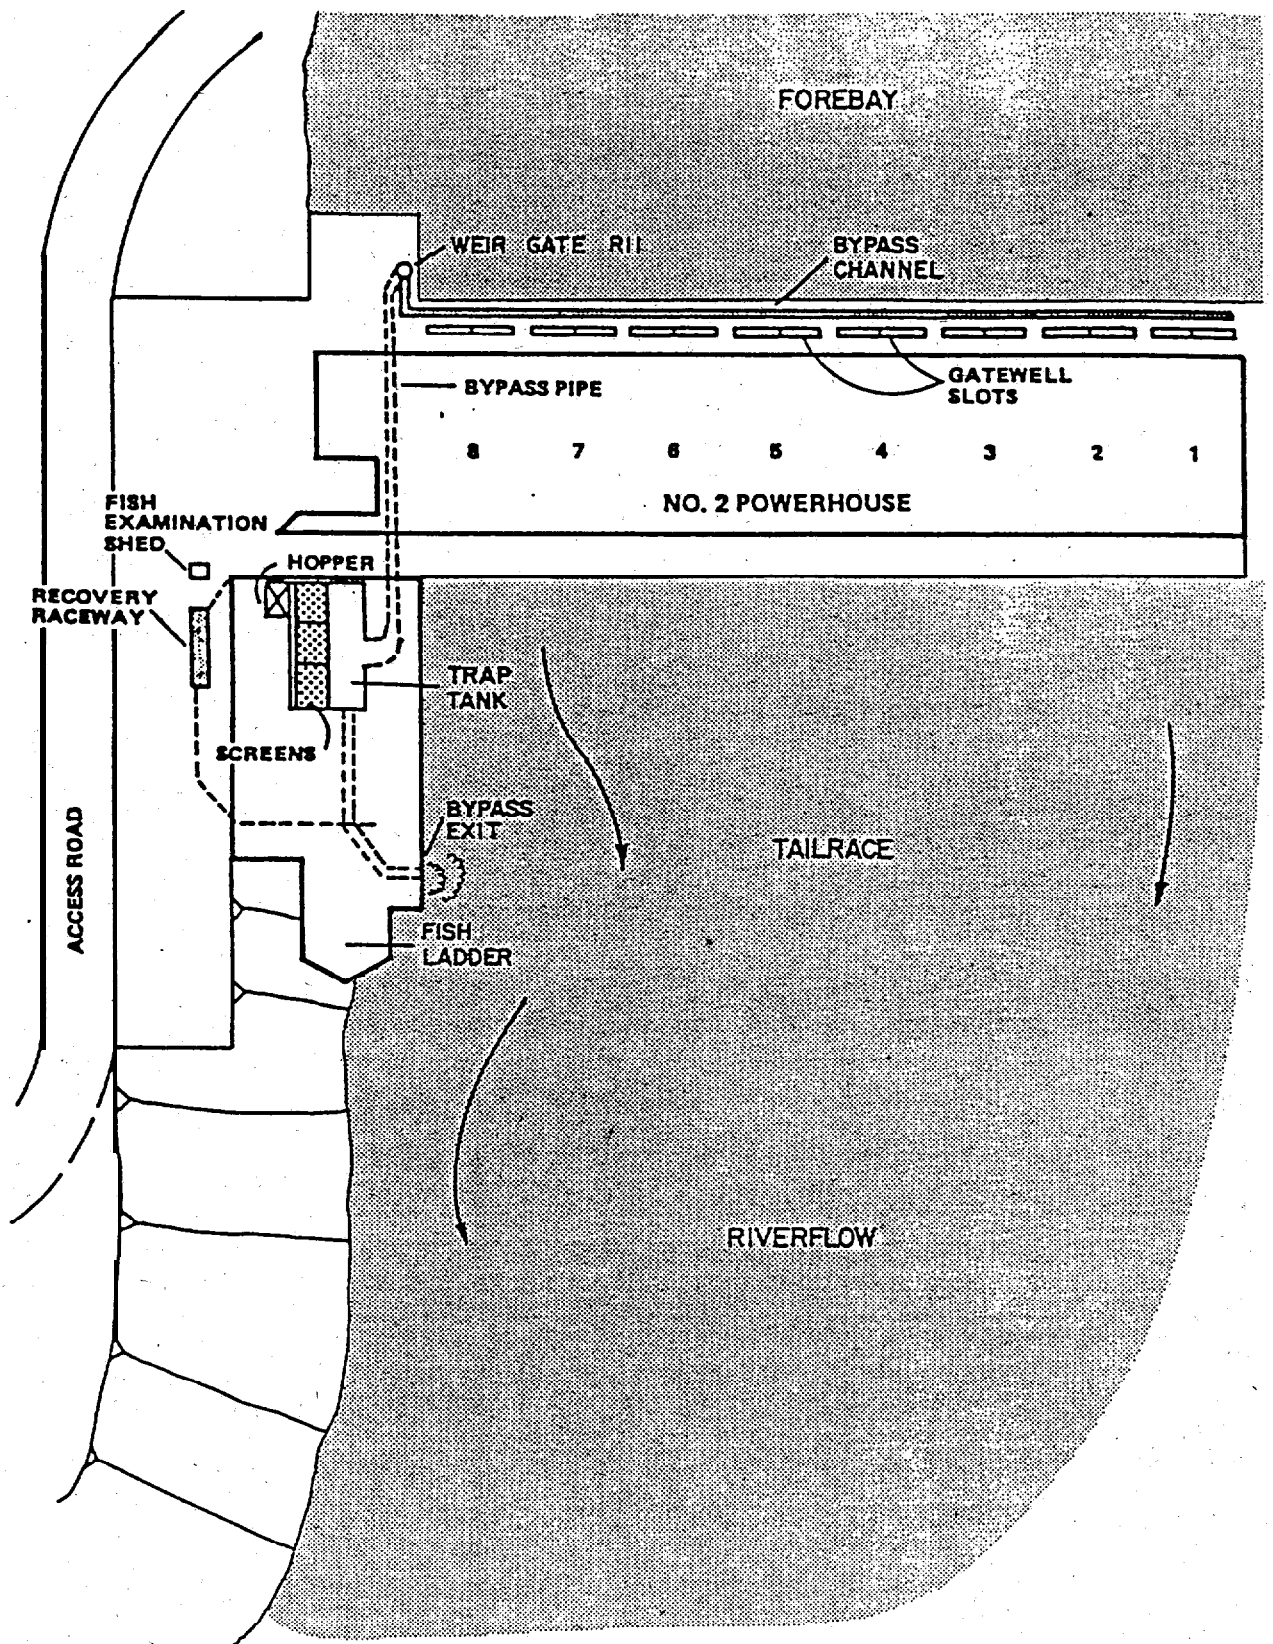 FOREBAY
WEIR GATE R11
BYPASS
CHANNEL
GATEWELL
SLOTS
BYPASS PIPE
8 7 6 5 4 3 2 1
NO. 2 POWERHOUSE
FISH
EXAMINATION
SHED
HOPPER
RECOVERY
RACEWAY
TRAP
TANK
SCREENS
BYPASS
EXIT
TAILRACE
ACCESS ROAD
FISH
LADDER
RIVERFLOW